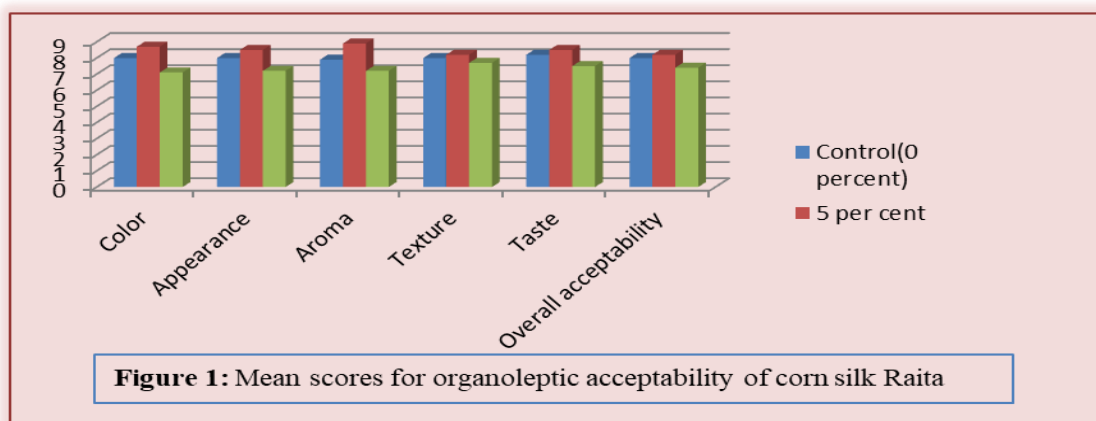 9
8
7
6
5
4
3
2
1
0
Color
Appearance
Aroma
Texture
Taste
Overall acceptability
Control(0
percent)
5 per cent
Figure 1: Mean scores for organoleptic acceptability of corn silk Raita